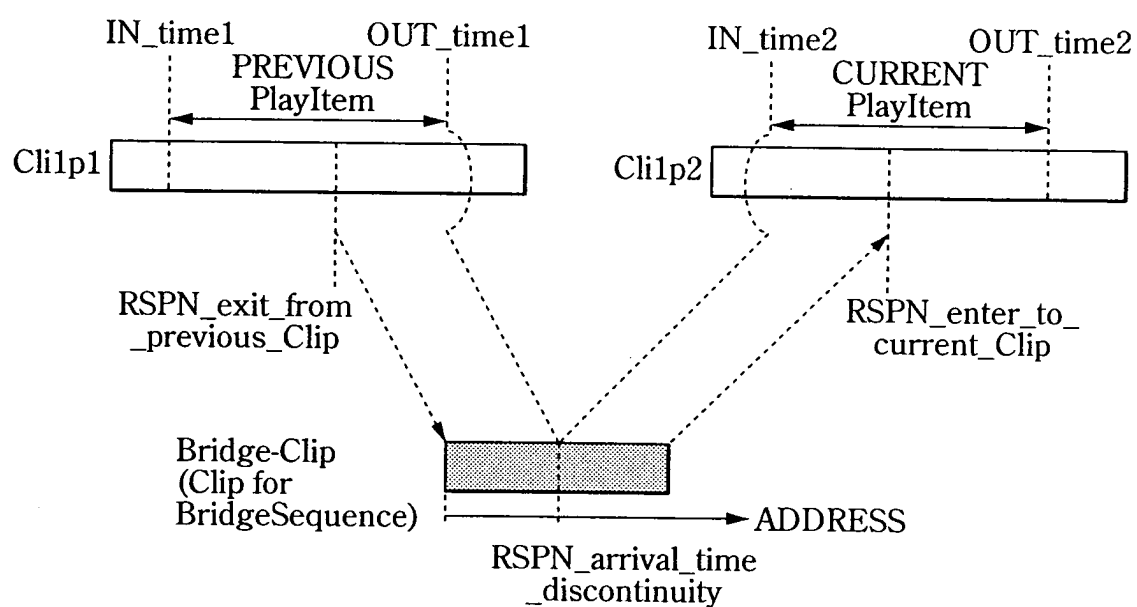 IN_time1
OUT_time1
IN_time2
OUT_time2
PREVIOUS
PlayItem
CURRENT
PlayItem
Cli1p1
Cli1p2
RSPN_exit_from
_previous_Clip
RSPN_enter_to_
current_Clip
Bridge-Clip
(Clip for
BridgeSequence)
ADDRESS
RSPN_arrival_time
_discontinuity